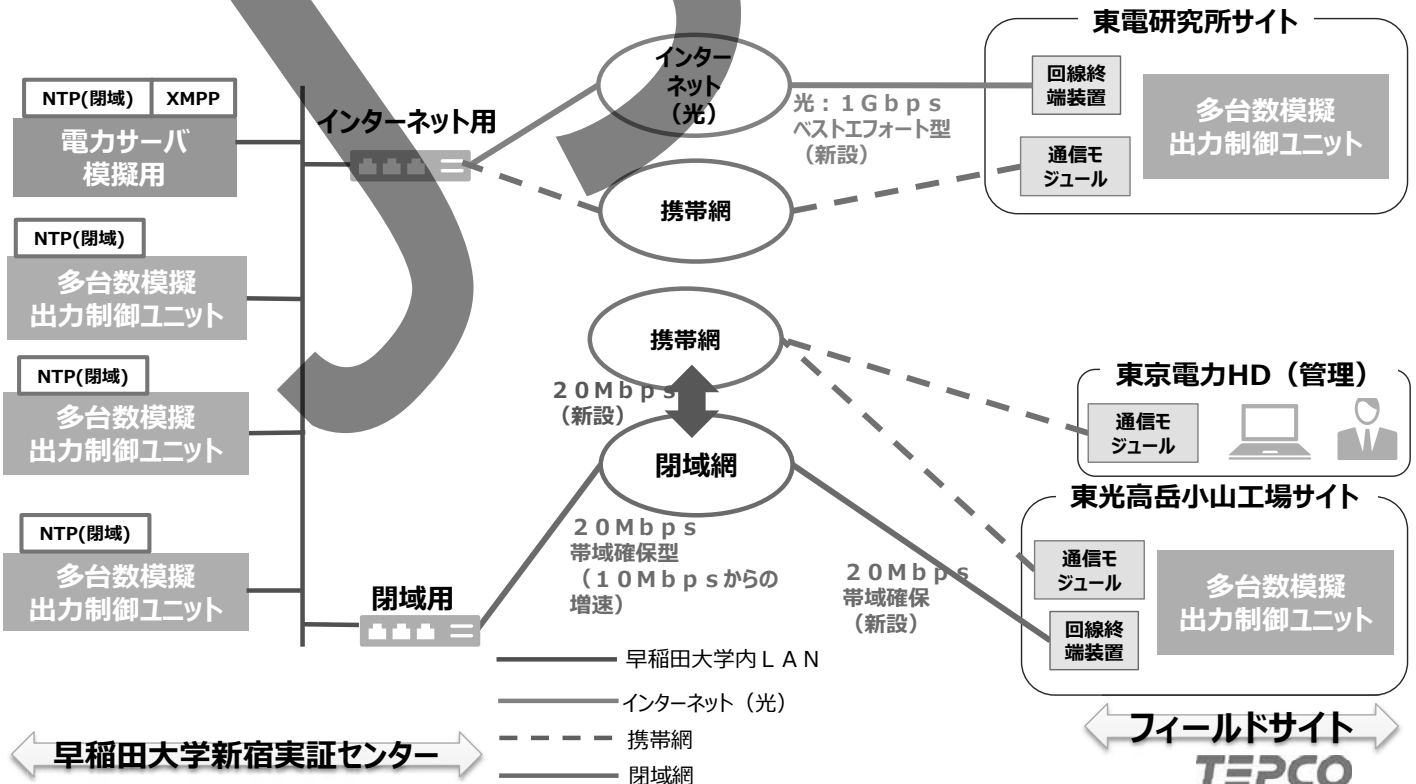 東電研究所サイト
NTP(閉域) XMPP
電力サーバ
模擬用
インターネット用
インター
ネット
(光)
光：１Ｇｂｐｓ
ベストエフォート型
（新設）
回線終
端装置
多台数模擬
出力制御ユニット
通信モ
ジュール
携帯網
NTP(閉域)
多台数模擬
出力制御ユニット
携帯網
NTP(閉域)
多台数模擬
出力制御ユニット
２０Ｍｂｐｓ
（新設）
東京電力HD（管理）
通信モ
ジュール
閉域網
東光高岳小山工場サイト
NTP(閉域)
多台数模擬
出力制御ユニット
２０Ｍｂｐｓ
帯域確保型
（１０Ｍｂｐｓからの
増速）
２０Ｍｂｐｓ
帯域確保
（新設）
通信モ
ジュール
多台数模擬
出力制御ユニット
回線終
端装置
閉域用
早稲田大学内ＬＡＮ
インターネット（光）
携帯網
閉域網
早稲田大学新宿実証センター
フィールドサイト
TEPCO